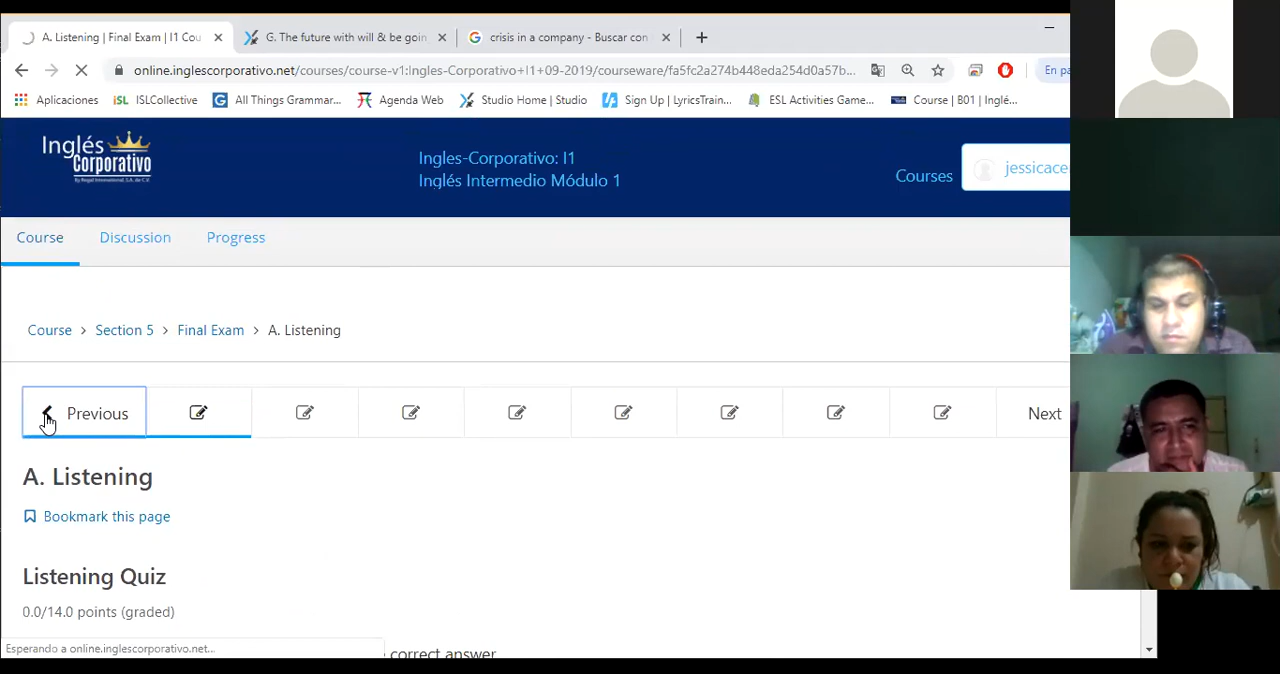 A. Listening | Final Exam | I1 Cou
G. The future with will & be goin
crisis in a company - Buscar con
online.inglescorporativo.net/courses/course-v1:Ingles-Corporativo+I1+09-2019/courseware/fa5fc2a274b448eda254d0a57b...
En pa
Aplicaciones
iSL ISLCollective
All Things Grammar...
Agenda Web
Studio Home | Studio
Sign Up | LyricsTrain...
ESL Activities Game...
Course | B01 | Inglé...
Inglés
Corporativo
Ingles-Corporativo: I1
Inglés Intermedio Módulo 1
Courses
jessicace
Course
Discussion
Progress
Course > Section 5 > Final Exam > A. Listening
Previous
Next
A. Listening
Bookmark this page
Listening Quiz
0.0/14.0 points (graded)
Esperando a online.inglescorporativo.net...
correct answer